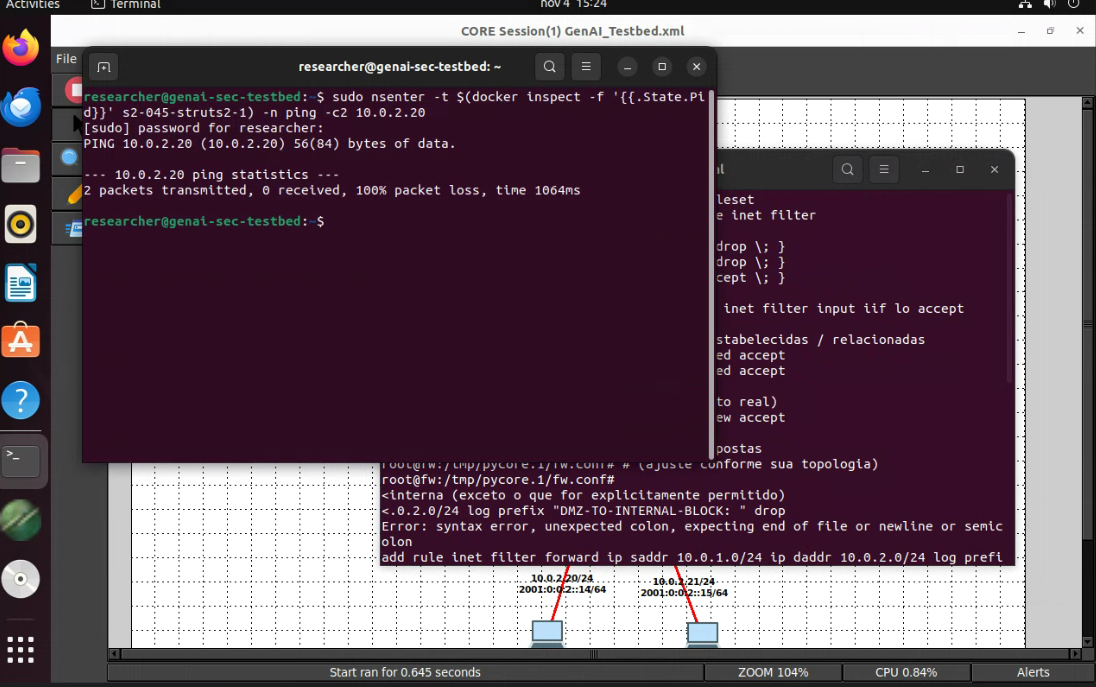 Activities
Terminal
nov 4 15:24
CORE Session(1) GenAI_Testbed.xml
File
researcher@genai-sec-testbed: ~
researcher@genai-sec-testbed:~$ sudo nsenter -t $(docker inspect -f '{{.State.Pi
d}}' s2-045-struts2-1) -n ping -c2 10.0.2.20
[sudo] password for researcher:
PING 10.0.2.20 (10.0.2.20) 56(84) bytes of data.
--- 10.0.2.20 ping statistics ---
2 packets transmitted, 0 received, 100% packet loss, time 1064ms
researcher@genai-sec-testbed:~$
leset
e inet filter
drop \; }
drop \; }
cept \; }
inet filter input iif lo accept
stabelecidas / relacionadas
ed accept
ed accept
to real)
ew accept
postas
root@fw:/tmp/pycore.1/fw.conf# # (ajuste conforme sua topologia)
root@fw:/tmp/pycore.1/fw.conf#
<interna (exceto o que for explicitamente permitido)
<.0.2.0/24 log prefix "DMZ-TO-INTERNAL-BLOCK: " drop
Error: syntax error, unexpected colon, expecting end of file or newline or semic
olon
add rule inet filter forward ip saddr 10.0.1.0/24 ip daddr 10.0.2.0/24 log prefi
10.0.2.20/24
2001:0:0:2::14/64
10.0.2.21/24
2001:0:0:2::15/64
Start ran for 0.645 seconds
ZOOM 104%
CPU 0.84%
Alerts